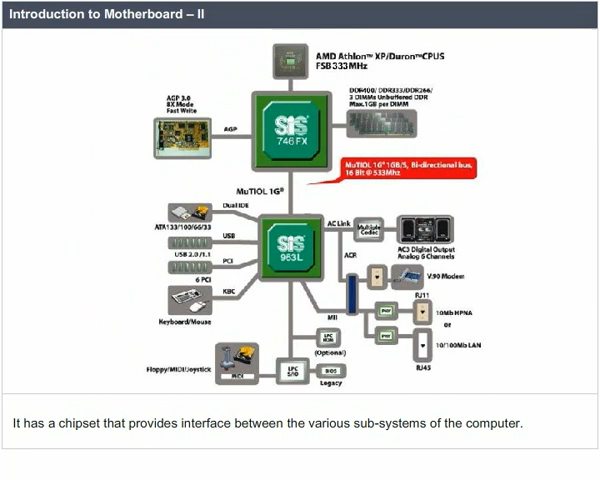 Introduction to Motherboard – II
AMD Athlon™ XP/Duron™CPUS
FSB 333MHz
AGP 3.0
8X Mode
Fast Write
DDR400/ DDR333/DDR266/
3 DIMMs Unbuffered DDR
Max.1GB per DIMM
AGP
SiS
746FX
MuTIOL 1G® 1GB/S, Bi-directional bus,
16 Bit @ 533Mhz
MuTIOL 1G®
Dual IDE
ATA133/100/66/33
USB
USB 2.0/1.1
PCI
6 PCI
KBC
Keyboard/Mouse
SiS
963L
AC Link
Multiple
Codec
AC3 Digital Output
Analog 6 Channels
ACR
V.90 Modem
RJ11
MII
PHY
10Mb HPNA
or
PHY
10/100Mb LAN
RJ45
LPC
(Optional)
Floppy/MIDI/Joystick
MIDI
LPC
S/IO
BIOS
Legacy
It has a chipset that provides interface between the various sub-systems of the computer.